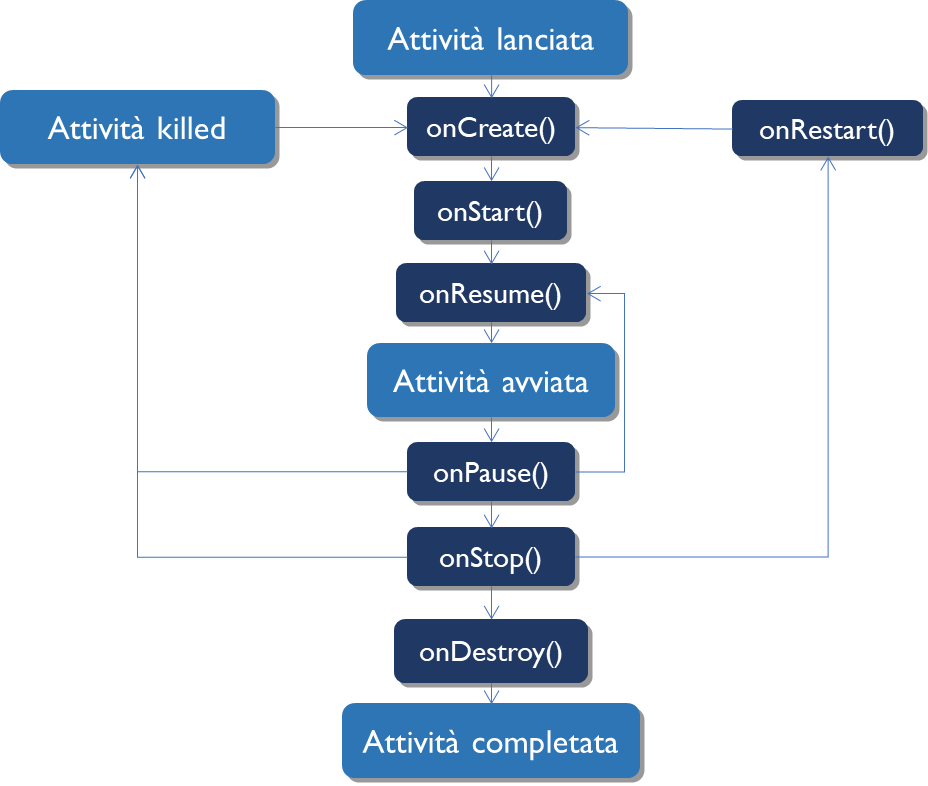 Attività lanciata
Attività killed
onCreate()
onRestart()
onStart()
onResume()
Attività avviata
onPause()
onStop()
onDestroy()
Attività completata